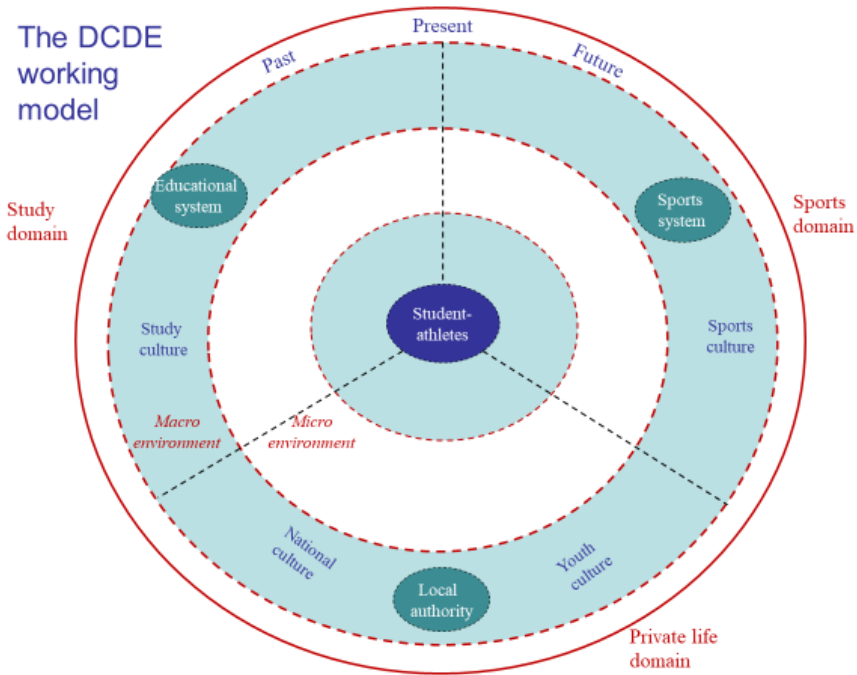 The DCDE
working
model
Past
Present
Future
Educational
system
Sports
system
Study
domain
Sports
domain
Student-
athletes
Study
culture
Sports
culture
Macro
environment
Micro
environment
National
culture
Youth
culture
Local
authority
Private life
domain